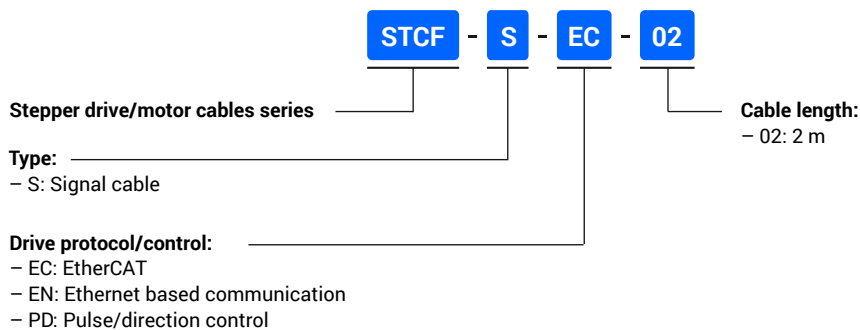 STCF - S - EC - 02
Stepper drive/motor cables series
Cable length:
– 02: 2 m
Type:
– S: Signal cable
Drive protocol/control:
– EC: EtherCAT
– EN: Ethernet based communication
– PD: Pulse/direction control